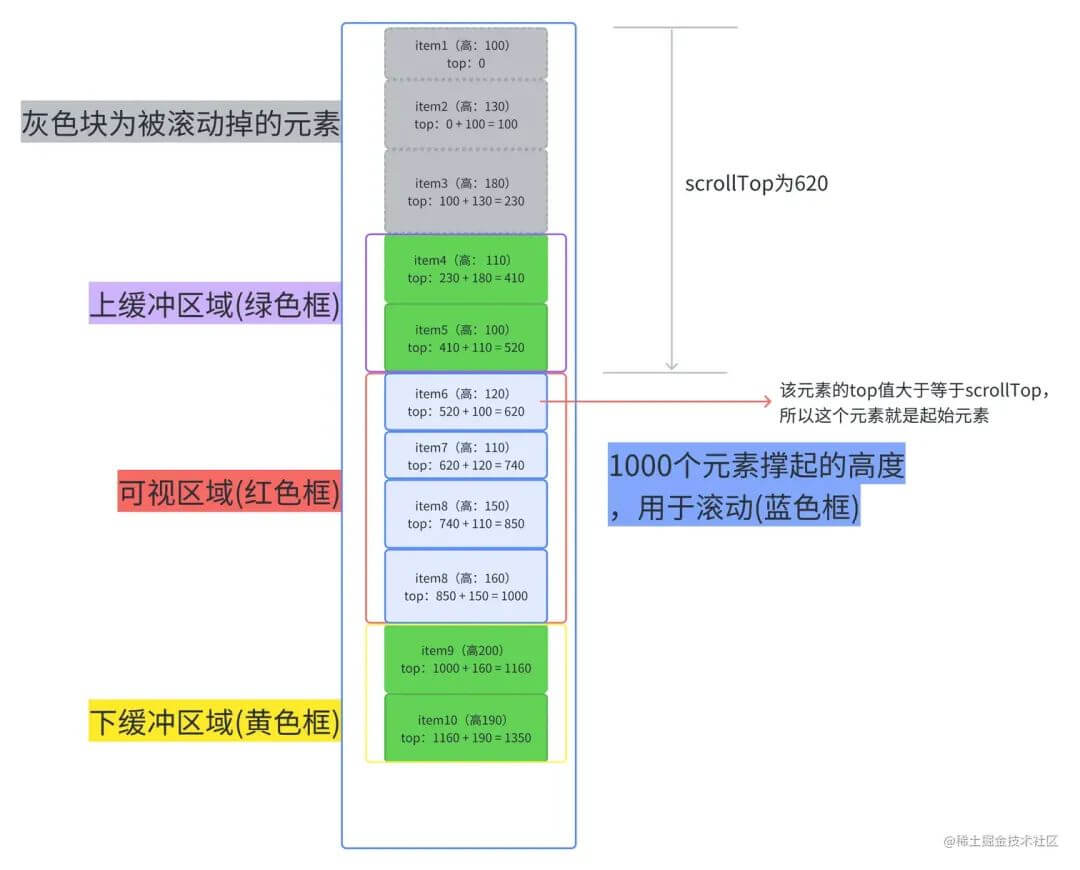 item1（高：100）
top：0
item2（高：130）
top：0 + 100 = 100
灰色块为被滚动掉的元素
item3（高：180）
top：100 + 130 = 230
scrollTop为620
item4（高： 110）
top：230 + 180 = 410
上缓冲区域(绿色框)
item5（高：100）
top：410 + 110 = 520
item6（高：120）
top：520 + 100 = 620
该元素的top值大于等于scrollTop，
所以这个元素就是起始元素
item7（高：110）
top：620 + 120 = 740
1000个元素撑起的高度
，用于滚动(蓝色框)
可视区域(红色框)
item8（高：150）
top：740 + 110 = 850
item8（高：160）
top：850 + 150 = 1000
item9（高200）
top：1000 + 160 = 1160
下缓冲区域(黄色框)
item10（高190）
top：1160 + 190 = 1350
@稀土掘金技术社区